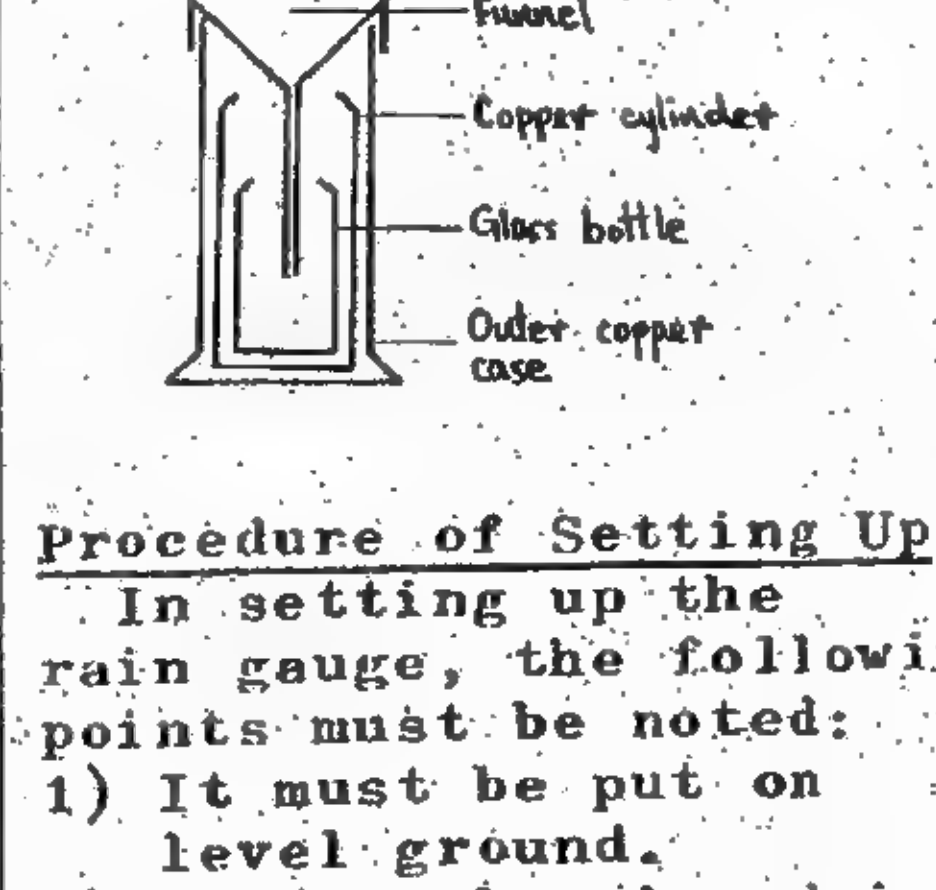 Funnel
Copper cylinder
Glass bottle
Outer copper
case
Procedure of Setting Up
In setting up the
rain gauge, the followi
points must be noted:
1) It must be put on
level ground.